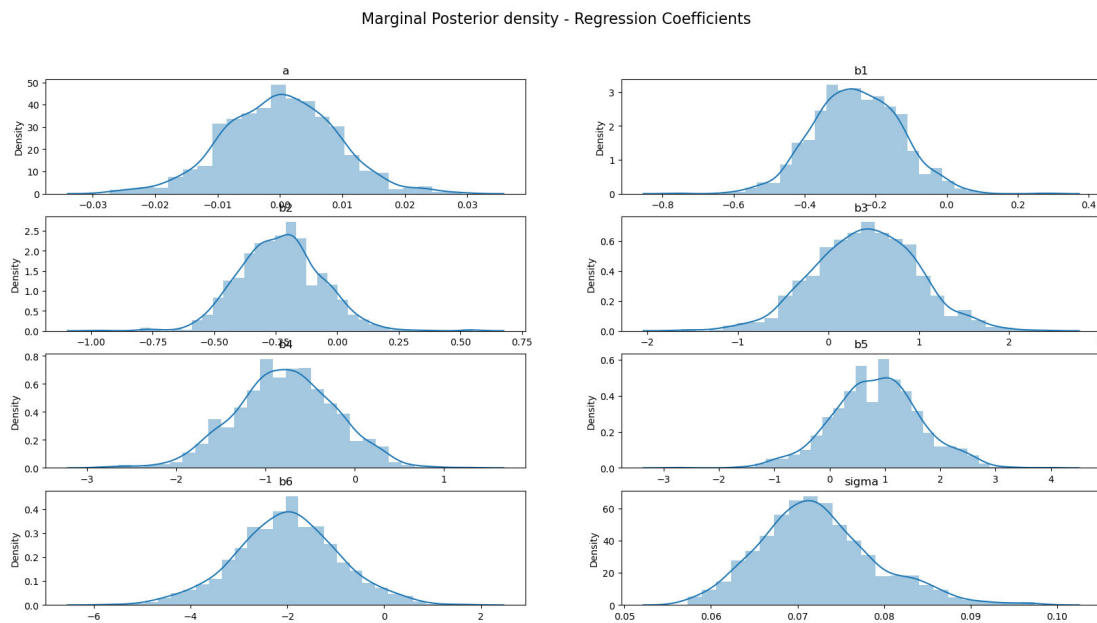 Marginal Posterior density - Regression Coefficients
a
Density
50
40
30
20
10
0
−0.03 −0.02 −0.01 0.00 0.01 0.02 0.03
b1
Density
3
2
1
0
−0.8 −0.6 −0.4 −0.2 0.0 0.2 0.4
b2
Density
2.5
2.0
1.5
1.0
0.5
0.0
−1.00 −0.75 −0.50 −0.25 0.00 0.25 0.50 0.75
b3
Density
0.6
0.4
0.2
0.0
−2 −1 0 1 2
b4
Density
0.8
0.6
0.4
0.2
0.0
−3 −2 −1 0 1
b5
Density
0.6
0.4
0.2
0.0
−3 −2 −1 0 1 2 3 4
b6
Density
0.4
0.3
0.2
0.1
0.0
−6 −4 −2 0 2
sigma
Density
60
40
20
0
0.05 0.06 0.07 0.08 0.09 0.10